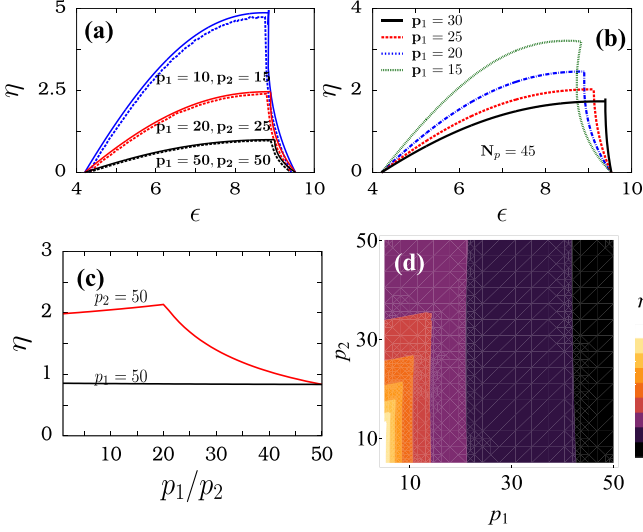 (a)
5
2.5
0
η
p₁ = 10, p₂ = 15
p₁ = 20, p₂ = 25
p₁ = 50, p₂ = 50
4 6 8 10
ϵ
(b)
4
2
0
η
p₁ = 30
p₁ = 25
p₁ = 20
p₁ = 15
Nₚ = 45
4 6 8 10
ϵ
(c)
3
2
1
0
η
p₂ = 50
p₁ = 50
10 20 30 40 50
p₁/p₂
(d)
50
30
10
p₂
10 30 50
p₁